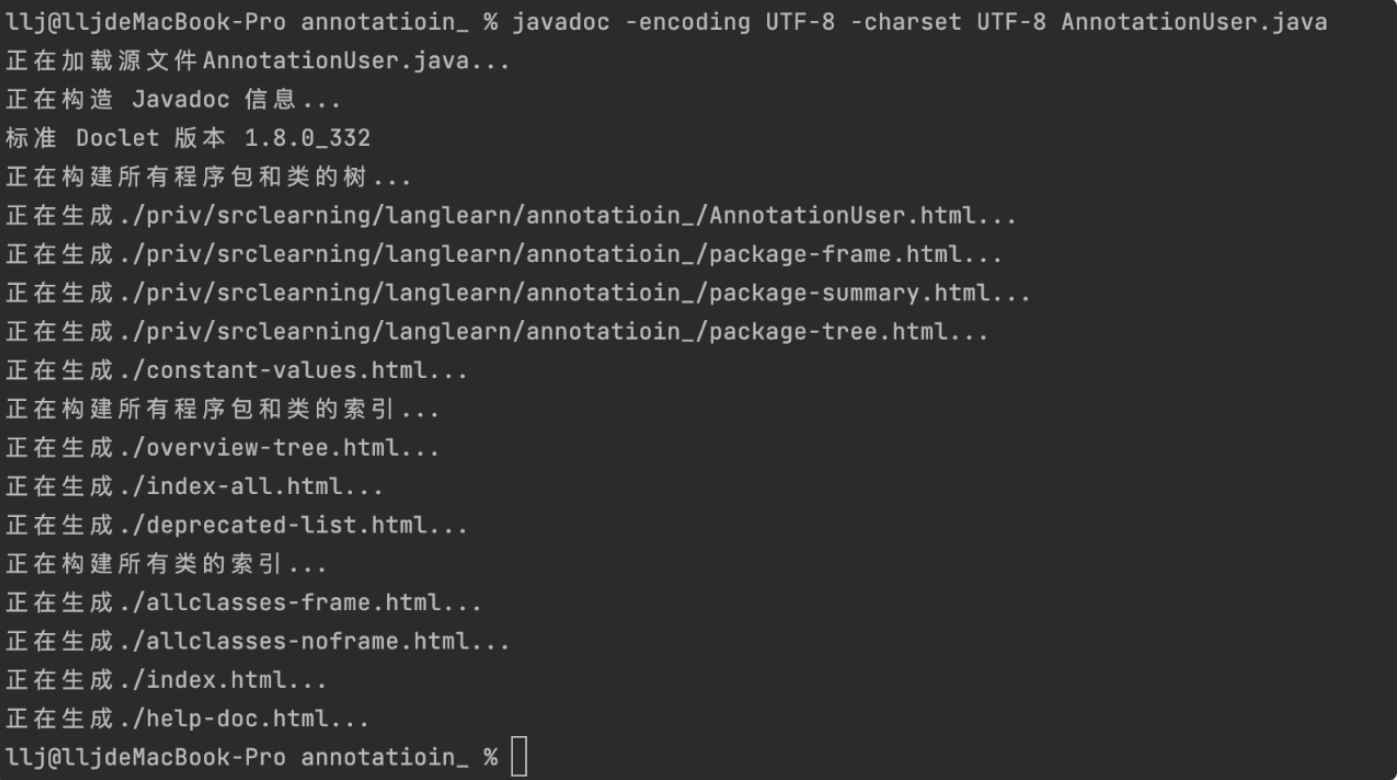 llj@lljdeMacBook-Pro annotatioin_ % javadoc -encoding UTF-8 -charset UTF-8 AnnotationUser.java
正在加载源文件AnnotationUser.java...
正在构造 Javadoc 信息...
标准 Doclet 版本 1.8.0_332
正在构建所有程序包和类的树...
正在生成./priv/srclearning/langlearn/annotatioin_/AnnotationUser.html...
正在生成./priv/srclearning/langlearn/annotatioin_/package-frame.html...
正在生成./priv/srclearning/langlearn/annotatioin_/package-summary.html...
正在生成./priv/srclearning/langlearn/annotatioin_/package-tree.html...
正在生成./constant-values.html...
正在构建所有程序包和类的索引...
正在生成./overview-tree.html...
正在生成./index-all.html...
正在生成./deprecated-list.html...
正在构建所有类的索引...
正在生成./allclasses-frame.html...
正在生成./allclasses-noframe.html...
正在生成./index.html...
正在生成./help-doc.html...
llj@lljdeMacBook-Pro annotatioin_ %